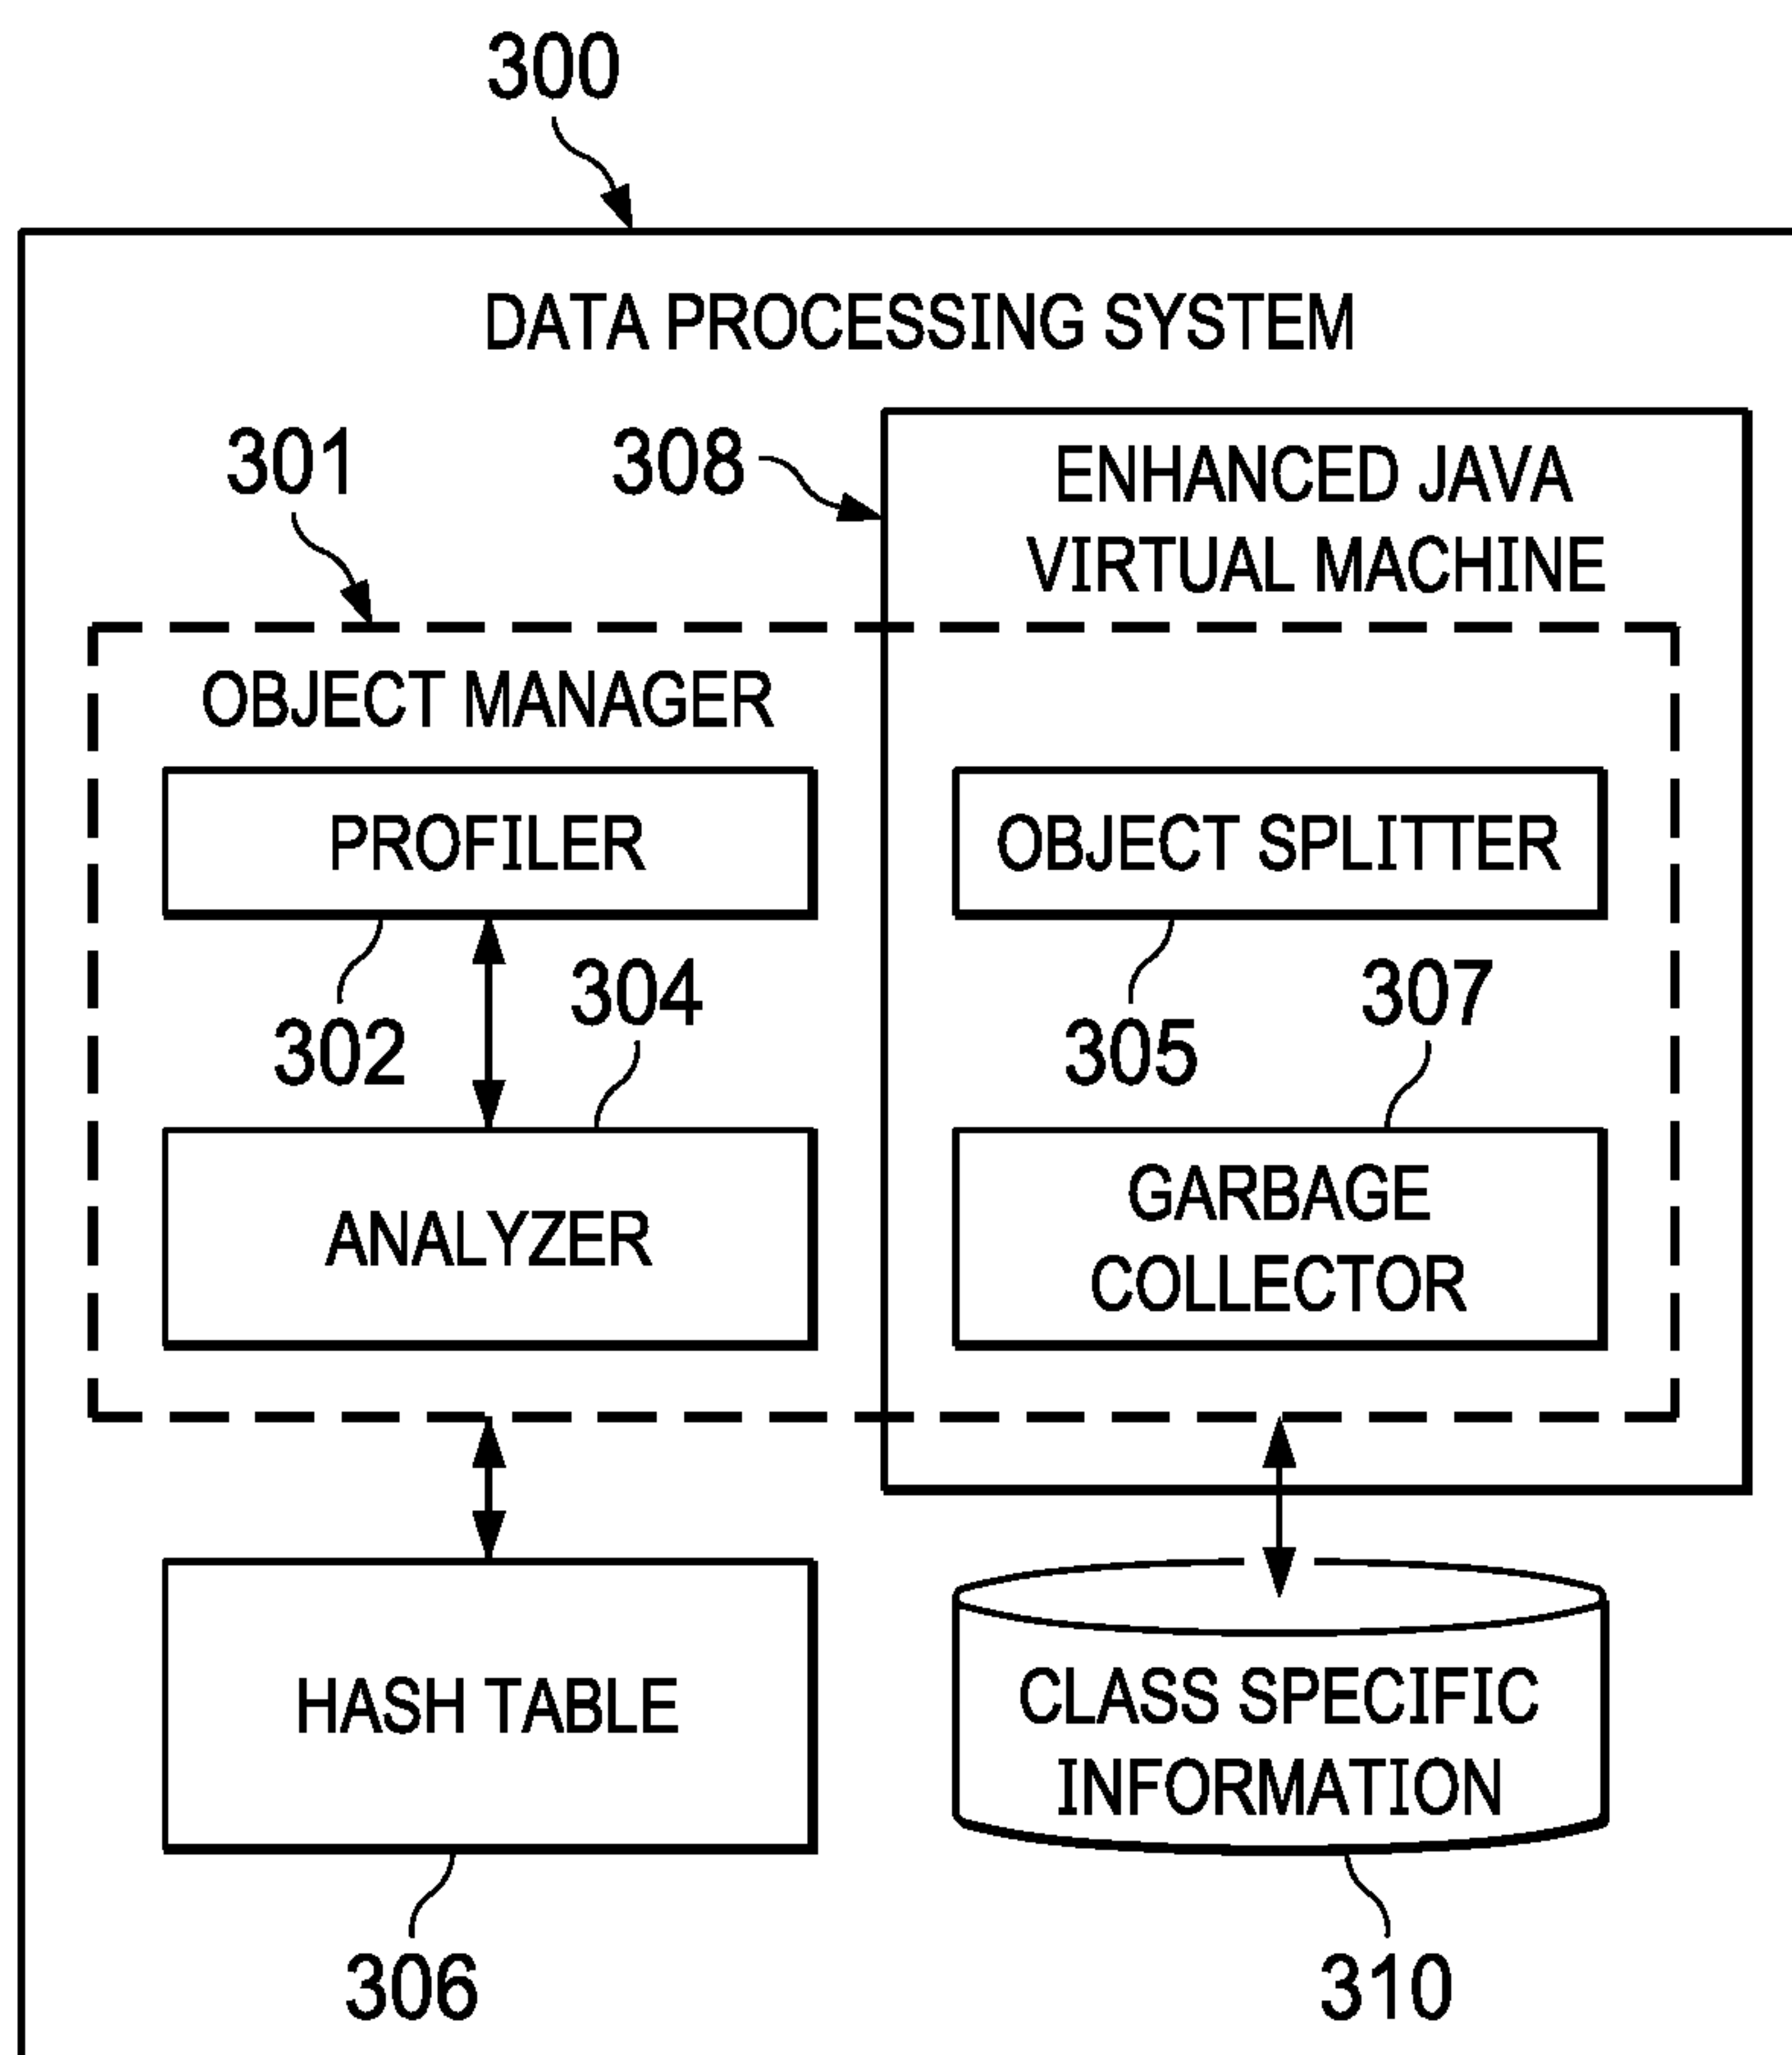 300
DATA PROCESSING SYSTEM
301
308
ENHANCED JAVA
VIRTUAL MACHINE
OBJECT MANAGER
PROFILER
OBJECT SPLITTER
302
304
305
307
ANALYZER
GARBAGE
COLLECTOR
HASH TABLE
CLASS SPECIFIC
INFORMATION
306
310